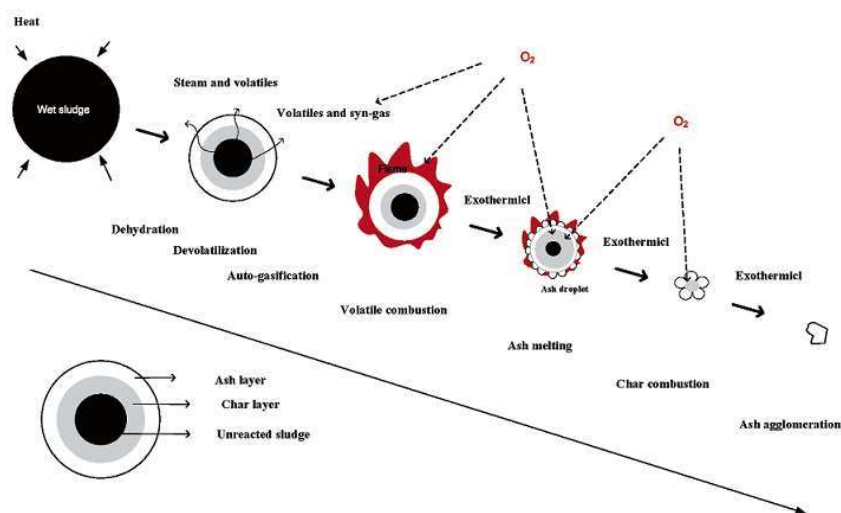 Heat
Wet sludge
Steam and volatiles
Volatiles and syn-gas
O2
O2
Flame
Exothermicl
Exothermicl
Exothermicl
Ash droplet
Dehydration
Devolatilization
Auto-gasification
Volatile combustion
Ash melting
Char combustion
Ash agglomeration
Ash layer
Char layer
Unreacted sludge